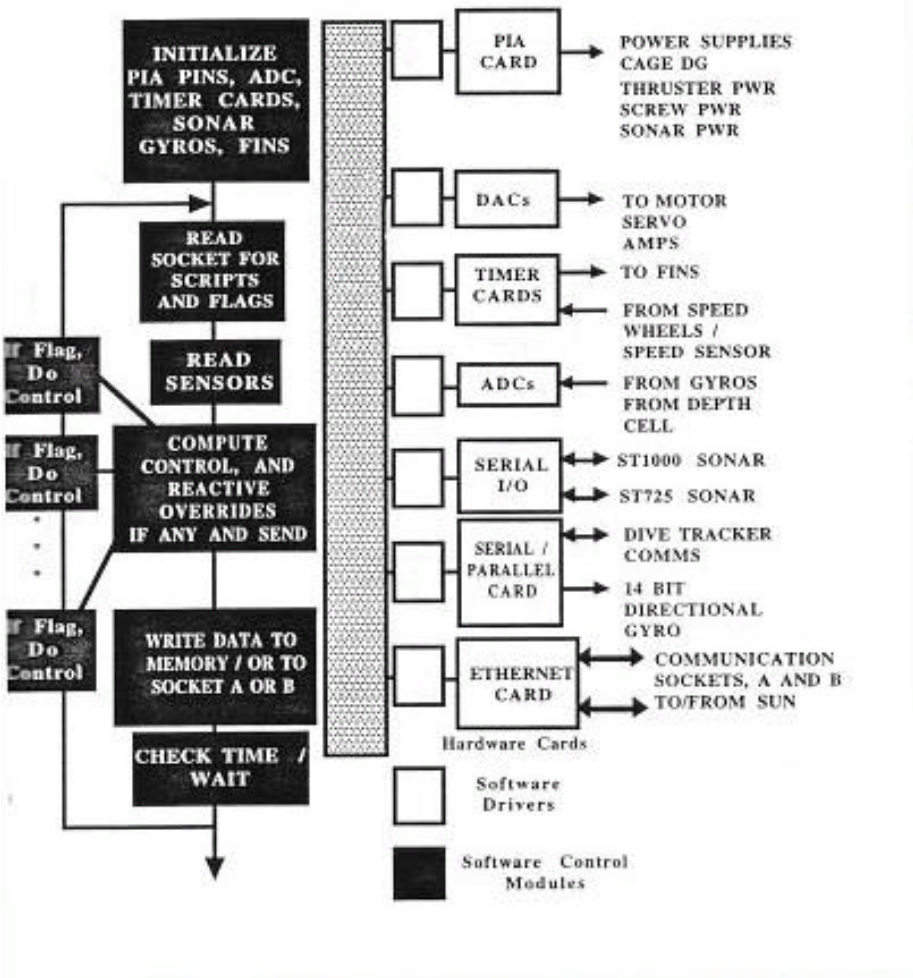 INITIALIZE
PIA PINS, ADC,
TIMER CARDS,
SONAR
GYROS, FINS
READ
SOCKET FOR
SCRIPTS
AND FLAGS
READ
SENSORS
If Flag,
Do
Control
COMPUTE
CONTROL, AND
REACTIVE
OVERRIDES
IF ANY AND SEND
If Flag,
Do
Control
If Flag,
Do
Control
WRITE DATA TO
MEMORY / OR TO
SOCKET A OR B
CHECK TIME /
WAIT
PIA
CARD
POWER SUPPLIES
CAGE DG
THRUSTER PWR
SCREW PWR
SONAR PWR
DACs
TO MOTOR
SERVO
AMPS
TIMER
CARDS
TO FINS
FROM SPEED
WHEELS /
SPEED SENSOR
ADCs
FROM GYROS
FROM DEPTH
CELL
SERIAL
I/O
ST1000 SONAR
ST725 SONAR
SERIAL /
PARALLEL
CARD
DIVE TRACKER
COMMS
14 BIT
DIRECTIONAL
GYRO
ETHERNET
CARD
COMMUNICATION
SOCKETS, A AND B
TO/FROM SUN
Hardware Cards
Software
Drivers
Software Control
Modules